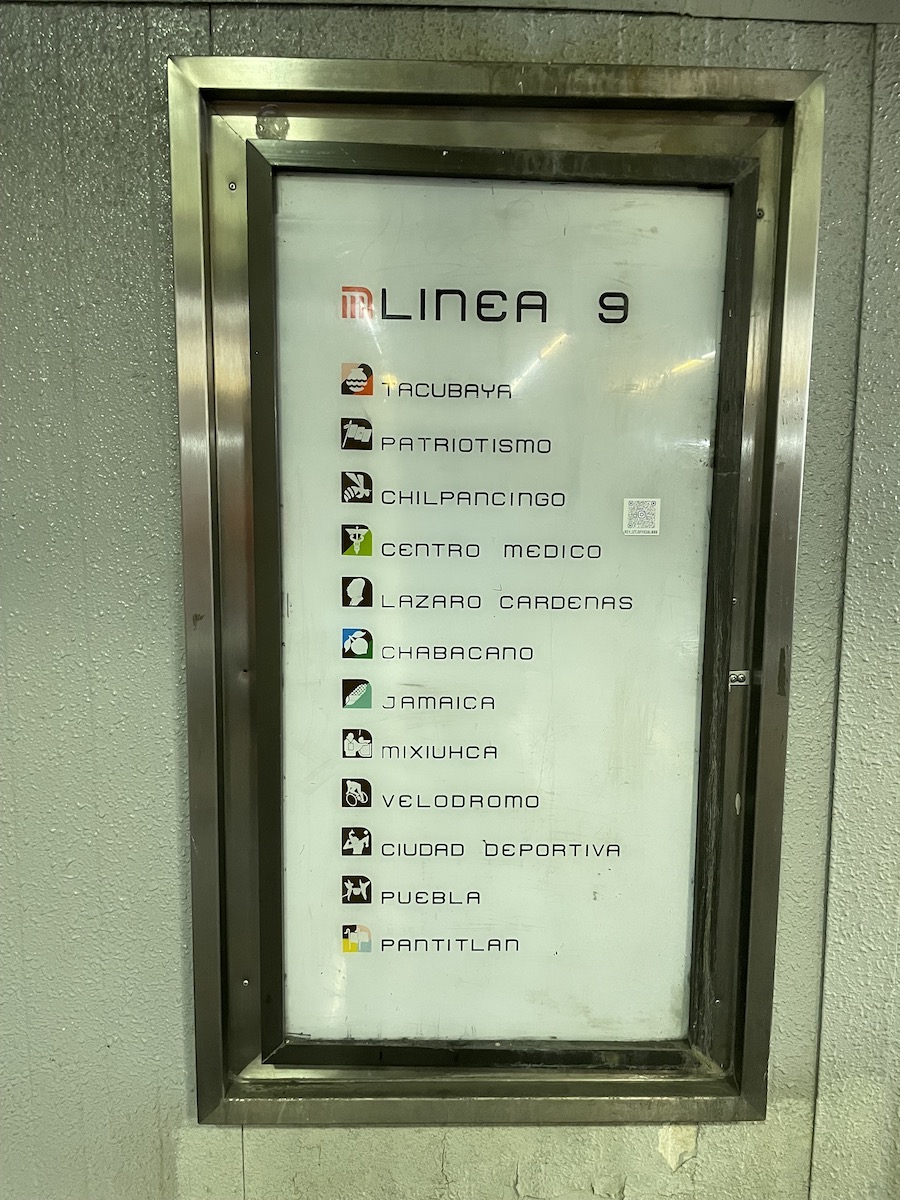 LINEA 9
TACUBAYA
PATRIOTISMO
CHILPANCINGO
CENTRO MEDICO
LAZARO CARDENAS
CHABACANO
JAMAICA
MIXIUHCA
VELODROMO
CIUDAD DEPORTIVA
PUEBLA
PANTITLAN